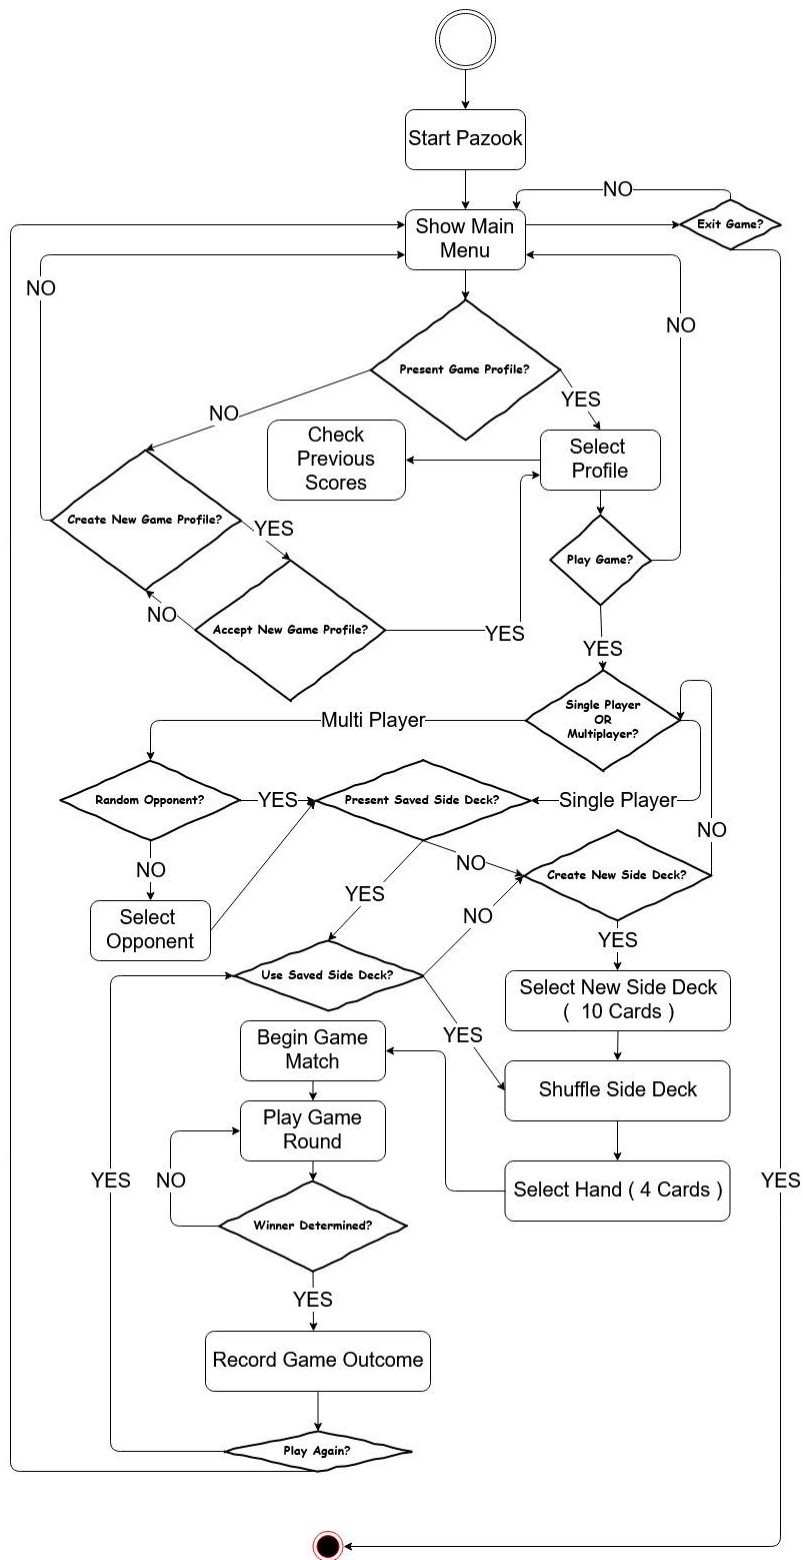 Start Pazook
NO
Show Main
Menu
Exit Game?
NO
NO
Present Game Profile?
YES
NO
Check
Previous
Scores
Select
Profile
Create New Game Profile?
YES
Play Game?
NO
Accept New Game Profile?
YES
YES
Single Player
OR
Multiplayer?
Multi Player
Random Opponent?
YES
Present Saved Side Deck?
Single Player
NO
NO
NO
Create New Side Deck?
YES
Select
Opponent
NO
YES
Use Saved Side Deck?
Select New Side Deck
( 10 Cards )
Begin Game
Match
YES
Shuffle Side Deck
Play Game
Round
YES
NO
YES
Select Hand ( 4 Cards )
Winner Determined?
YES
Record Game Outcome
Play Again?